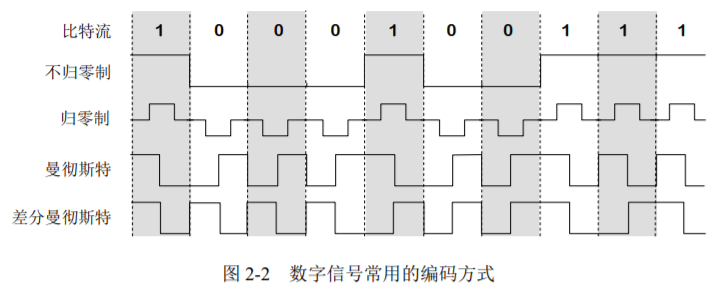 比特流 1 0 0 0 1 0 0 1 1 1
不归零制
归零制
曼彻斯特
差分曼彻斯特
图 2-2 数字信号常用的编码方式